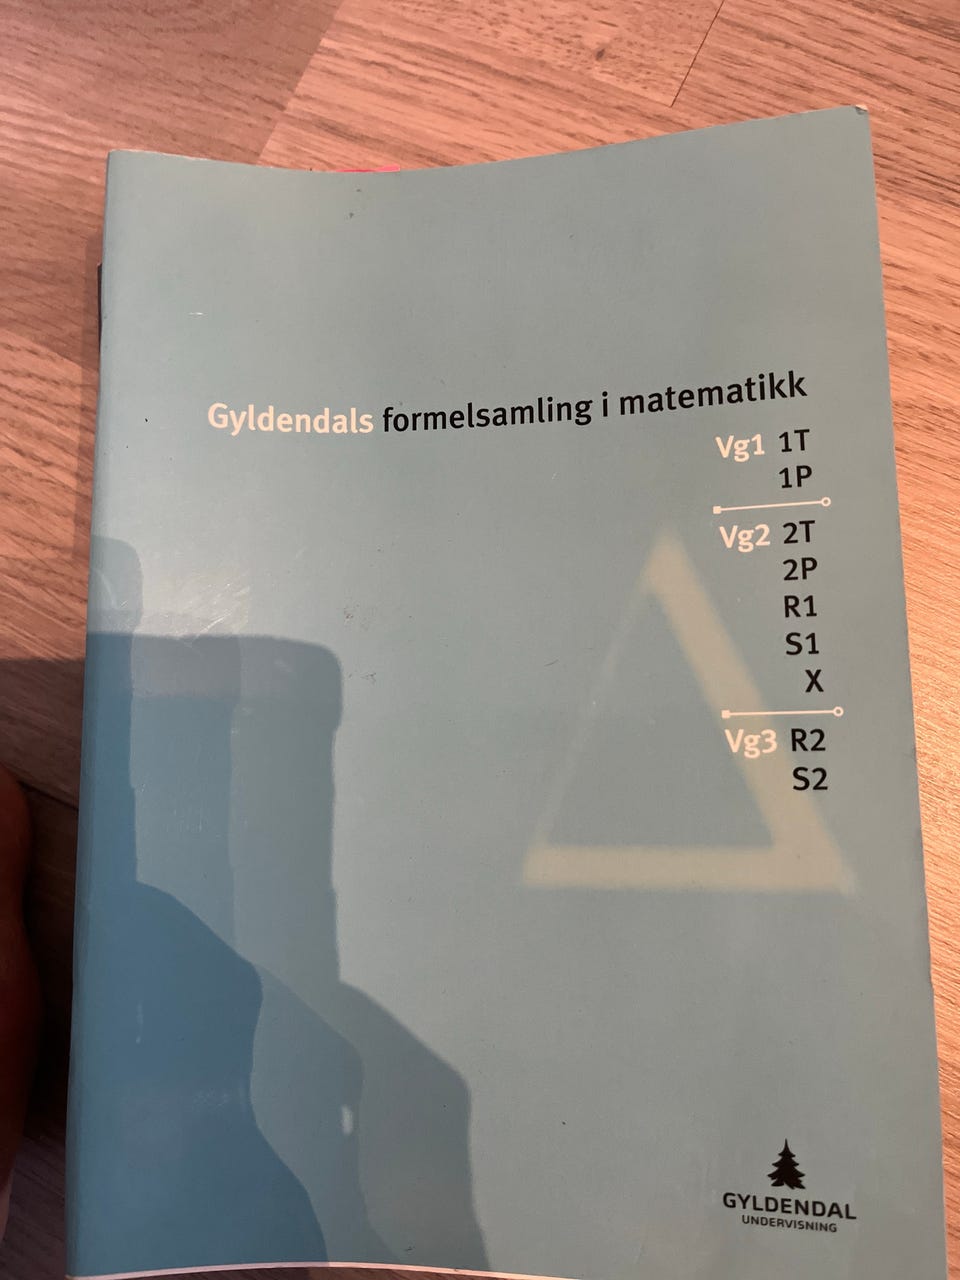 Gyldendals formelsamling i matematikk
Vg1 1T
1P
Vg2 2T
2P
R1
S1
X
Vg3 R2
S2
GYLDENDAL
UNDERVISNING